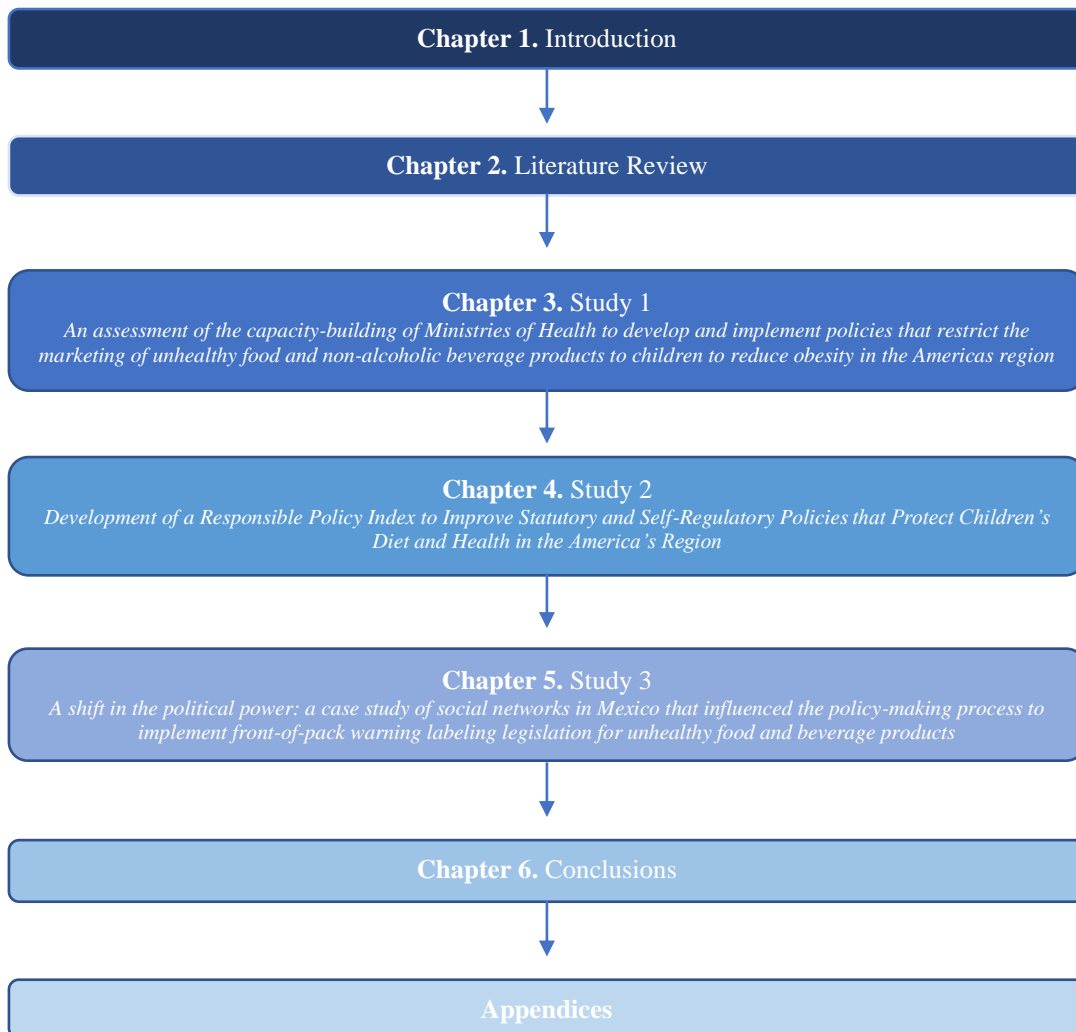 Chapter 1. Introduction
Chapter 2. Literature Review
Chapter 3. Study 1
An assessment of the capacity-building of Ministries of Health to develop and implement policies that restrict the
marketing of unhealthy food and non-alcoholic beverage products to children to reduce obesity in the Americas region
Chapter 4. Study 2
Development of a Responsible Policy Index to Improve Statutory and Self-Regulatory Policies that Protect Children's
Diet and Health in the America's Region
Chapter 5. Study 3
A shift in the political power: a case study of social networks in Mexico that influenced the policy-making process to
implement front-of-pack warning labeling legislation for unhealthy food and beverage products
Chapter 6. Conclusions
Appendices